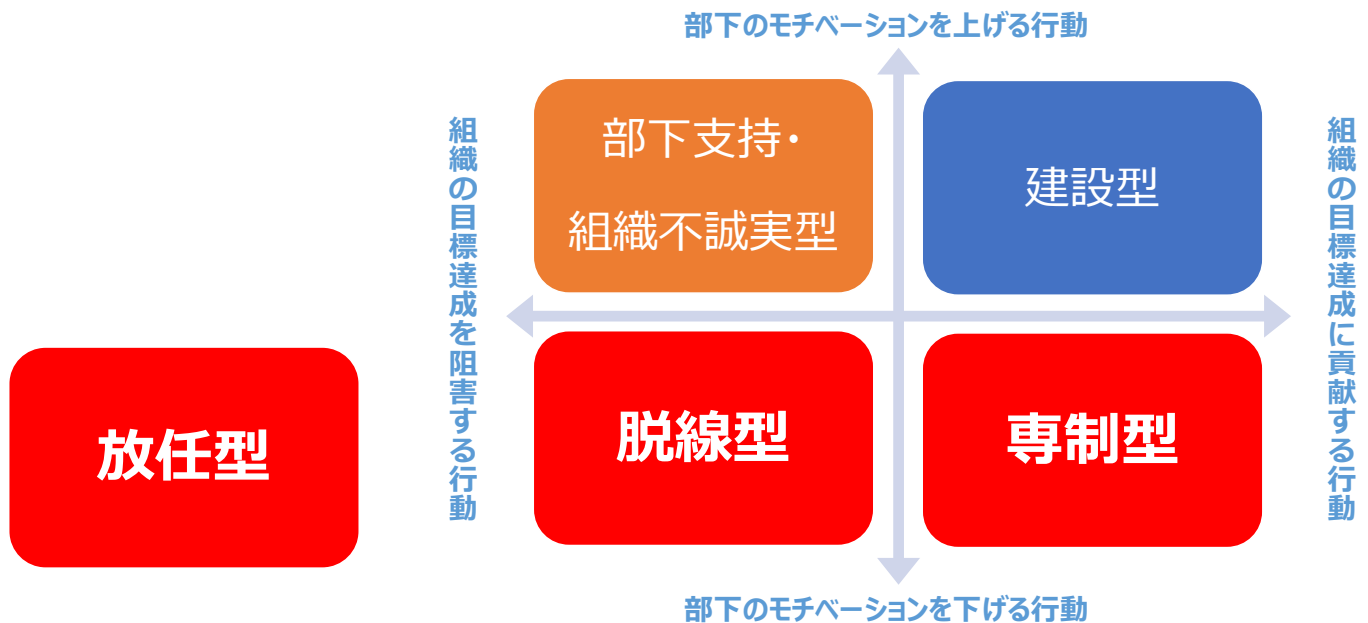 部下のモチベーションを上げる行動
組織の目標達成を阻害する行動
部下支持・
組織不誠実型
建設型
組織の目標達成に貢献する行動
放任型
脱線型
専制型
部下のモチベーションを下げる行動